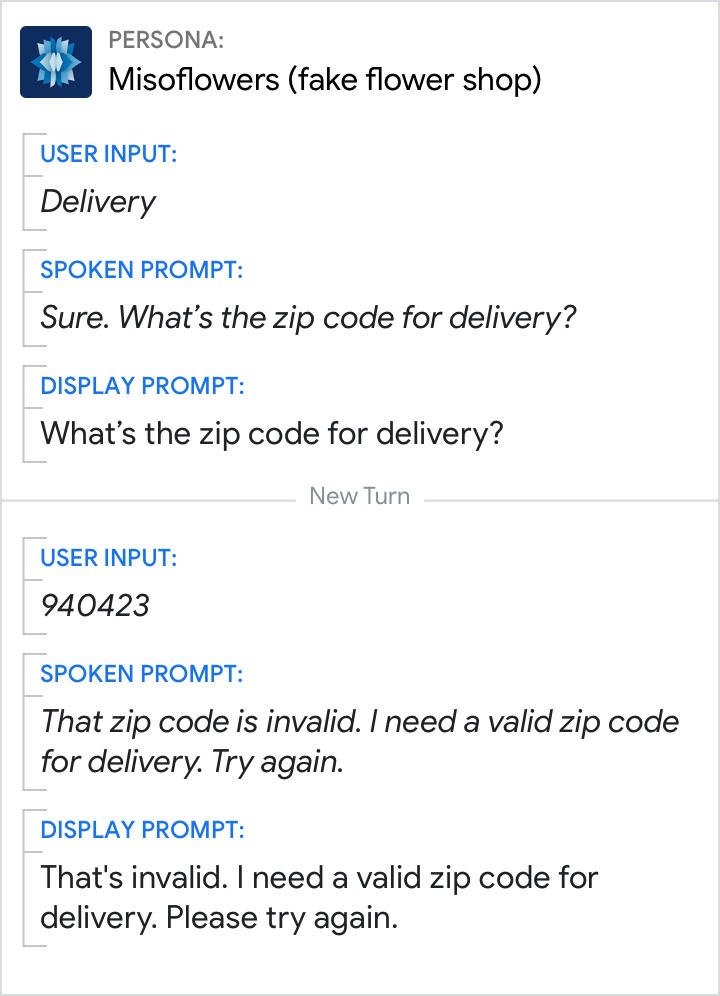 PERSONA:
Misoflowers (fake flower shop)
USER INPUT:
Delivery
SPOKEN PROMPT:
Sure. What’s the zip code for delivery?
DISPLAY PROMPT:
What’s the zip code for delivery?
New Turn
USER INPUT:
940423
SPOKEN PROMPT:
That zip code is invalid. I need a valid zip code
for delivery. Try again.
DISPLAY PROMPT:
That's invalid. I need a valid zip code for
delivery. Please try again.